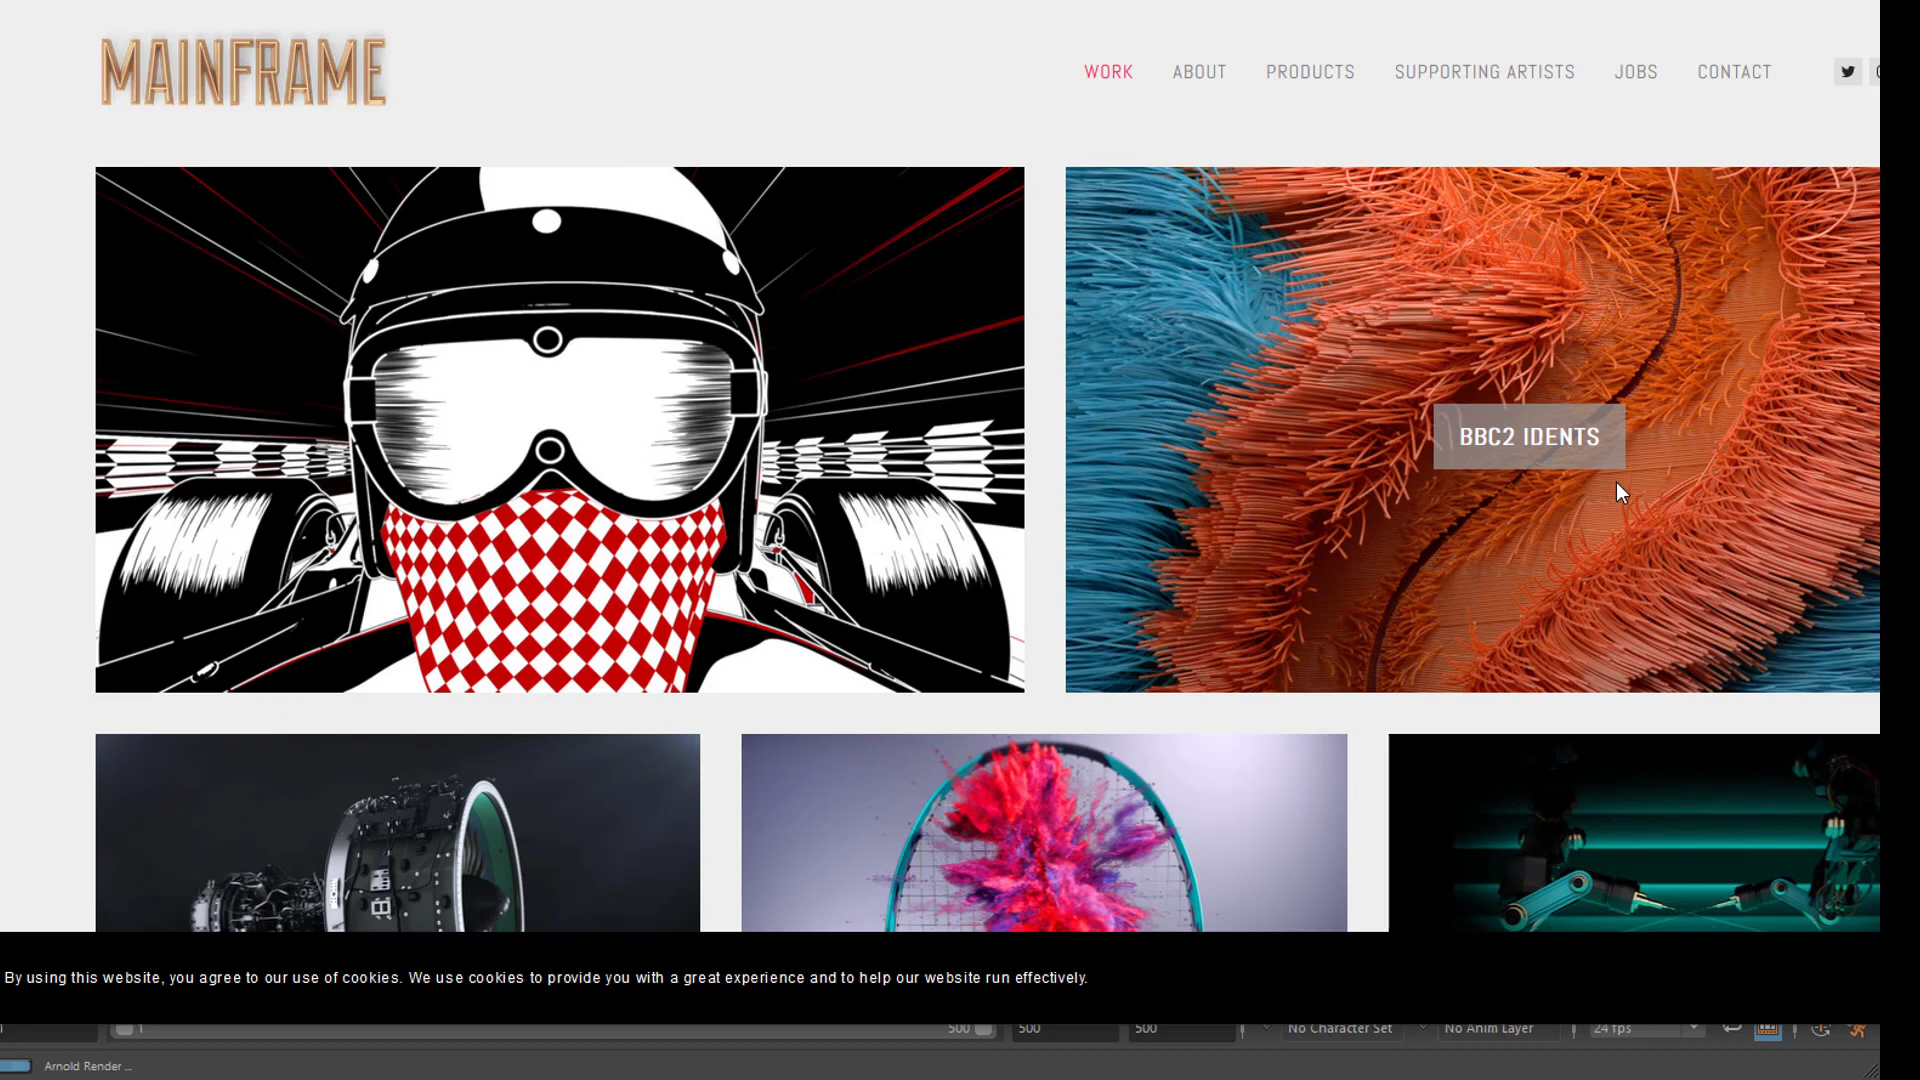 MAINFRAME
WORK ABOUT PRODUCTS SUPPORTING ARTISTS JOBS CONTACT
BBC2 IDENTS
By using this website, you agree to our use of cookies. We use cookies to provide you with a great experience and to help our website run effectively.
1 500 500 500 No Character Set No Anim Layer 24 fps
Arnold Render ...